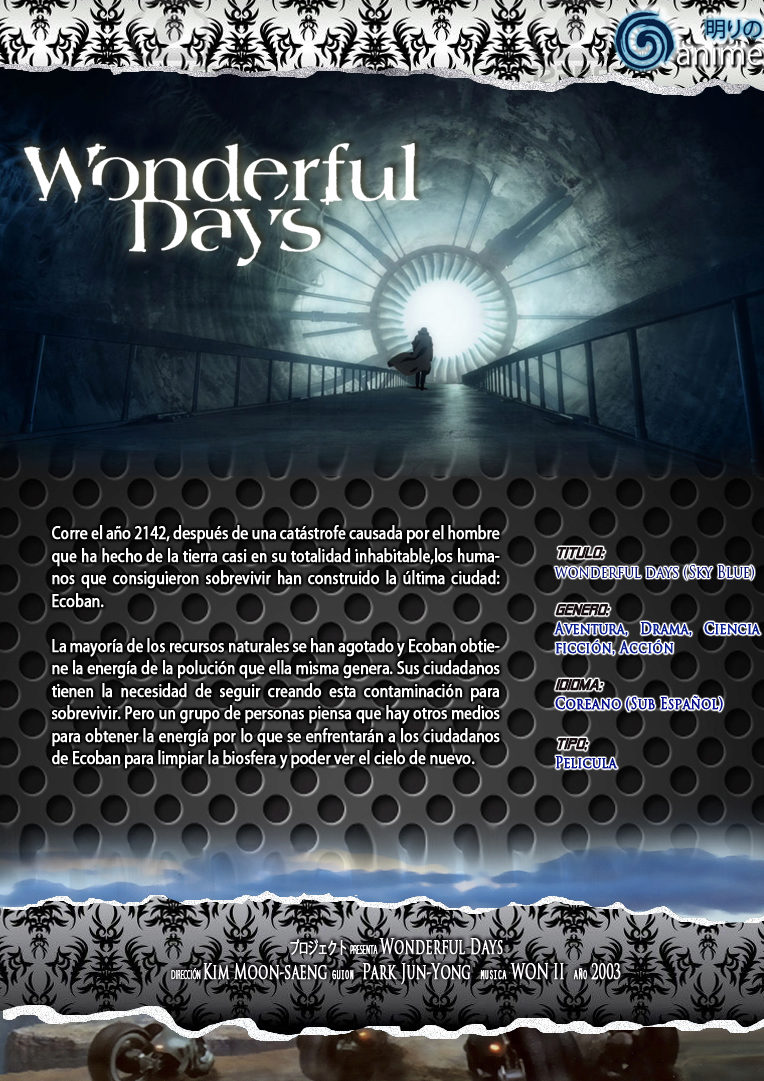 明りの
anime
Wonderful
Days
Corre el año 2142, después de una catástrofe causada por el hombre
que ha hecho de la tierra casi en su totalidad inhabitable,los huma-
nos que consiguieron sobrevivir han construido la última ciudad:
Ecoban.
La mayoría de los recursos naturales se han agotado y Ecoban obtie-
ne la energía de la polución que ella misma genera. Sus ciudadanos
tienen la necesidad de seguir creando esta contaminación para
sobrevivir. Pero un grupo de personas piensa que hay otros medios
para obtener la energía por lo que se enfrentarán a los ciudadanos
de Ecoban para limpiar la biosfera y poder ver el cielo de nuevo.
TITULO:
WONDERFUL DAYS (SKY BLUE)
GENERO:
AVENTURA, DRAMA, CIENCIA
FICCIÓN, ACCIÓN
IDIOMA:
COREANO (SUB ESPAÑOL)
TIPO:
PELICULA
プロジェクト PRESENTA WONDERFUL DAYS
DIRECCIÓN KIM MOON-SAENG GUION PARK JUN-YONG MUSICA WON II AÑO 2003